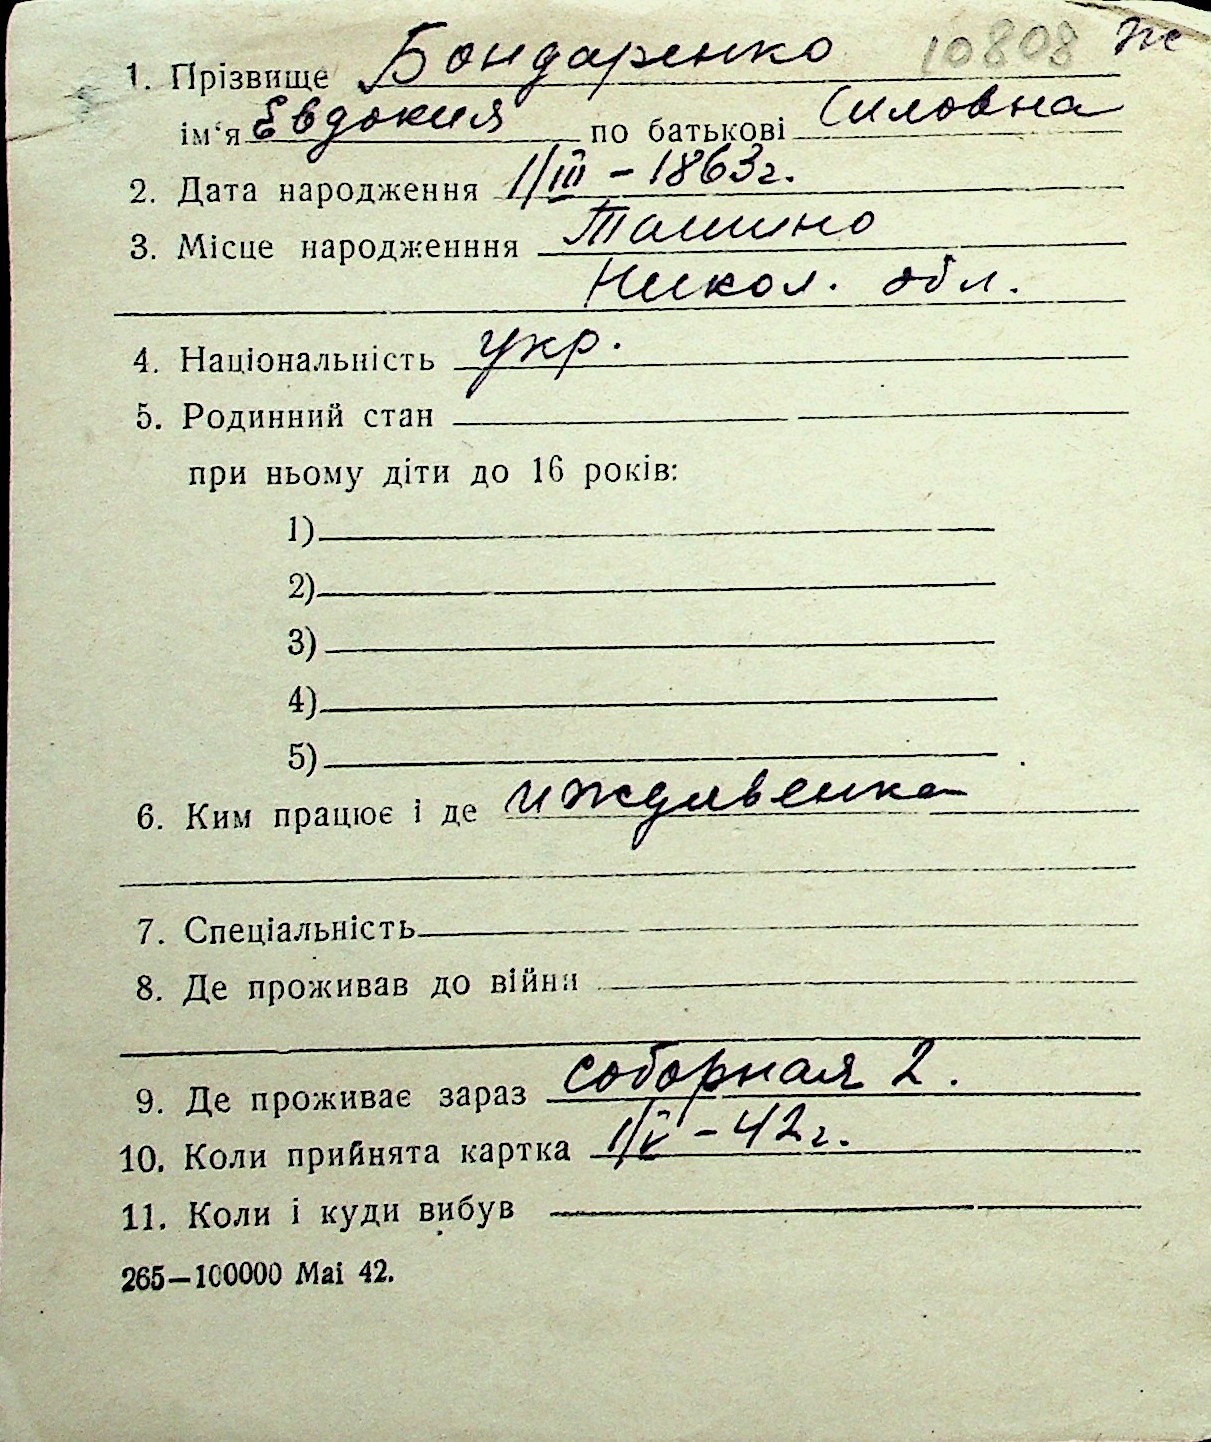 10808 Ж
1. Прізвище Бондаренко
ім'я Евдокия по батькові Силовна
2. Дата народження 1/III – 1863г.
3. Місце народженння Ташино
Никол. обл.
4. Національність укр.
5. Родинний стан
при ньому діти до 16 років:
1)
2)
3)
4)
5)
6. Ким працює і де иждивенка
7. Спеціальність
8. Де проживав до війни
9. Де проживає зараз соборная 2.
10. Коли прийнята картка 1/V – 42г.
11. Коли і куди вибув
265—100000 Mai 42.